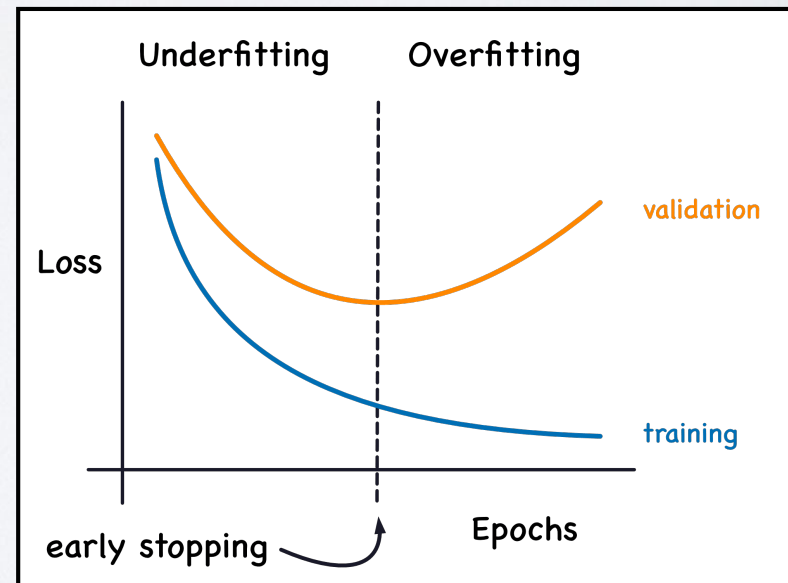 Underfitting
Overfitting
validation
Loss
training
Epochs
early stopping